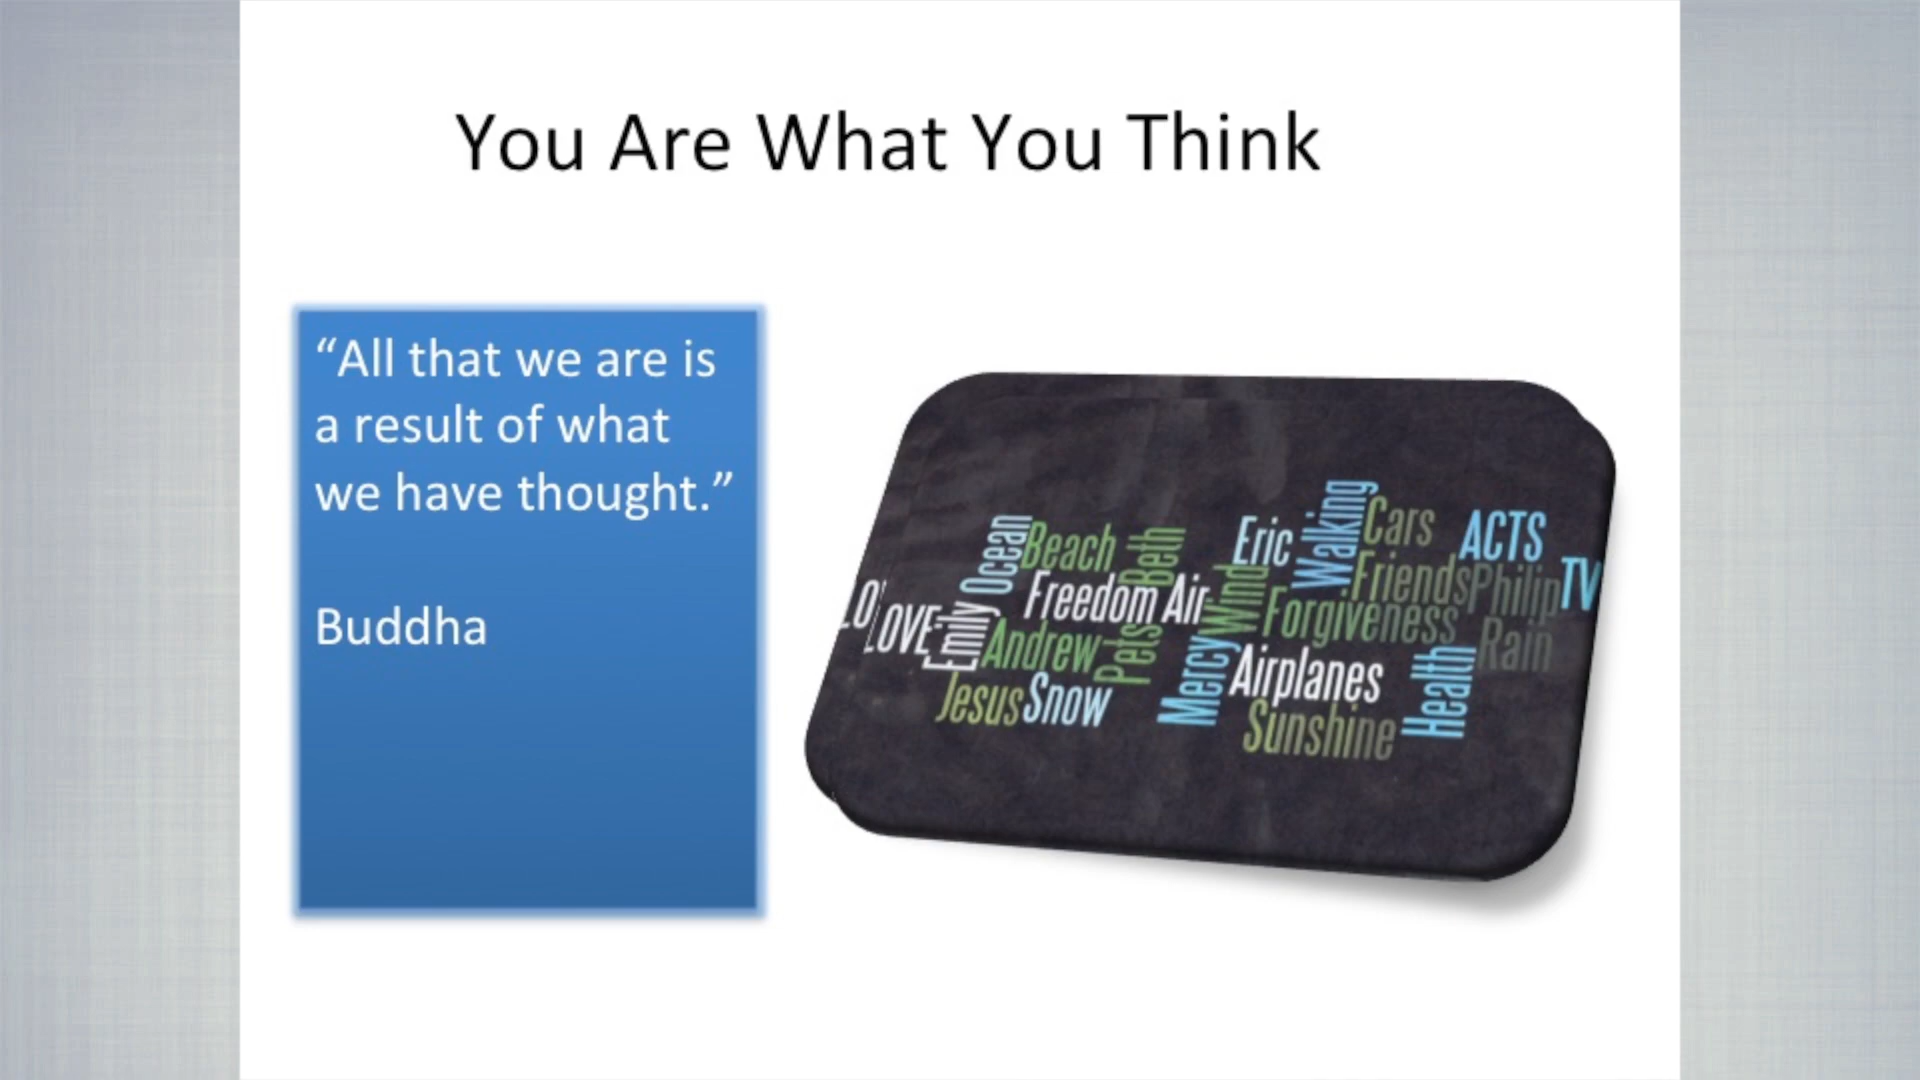 You Are What You Think
“All that we are is
a result of what
we have thought.”
Buddha
LO
LOVE
Emily
Ocean
Beach
Beth
Freedom
Air
Andrew
Pets
Jesus
Snow
Eric
Walking
Cars
ACTS
Wind
Friends
Philip
TV
Forgiveness
Rain
Mercy
Airplanes
Health
Sunshine